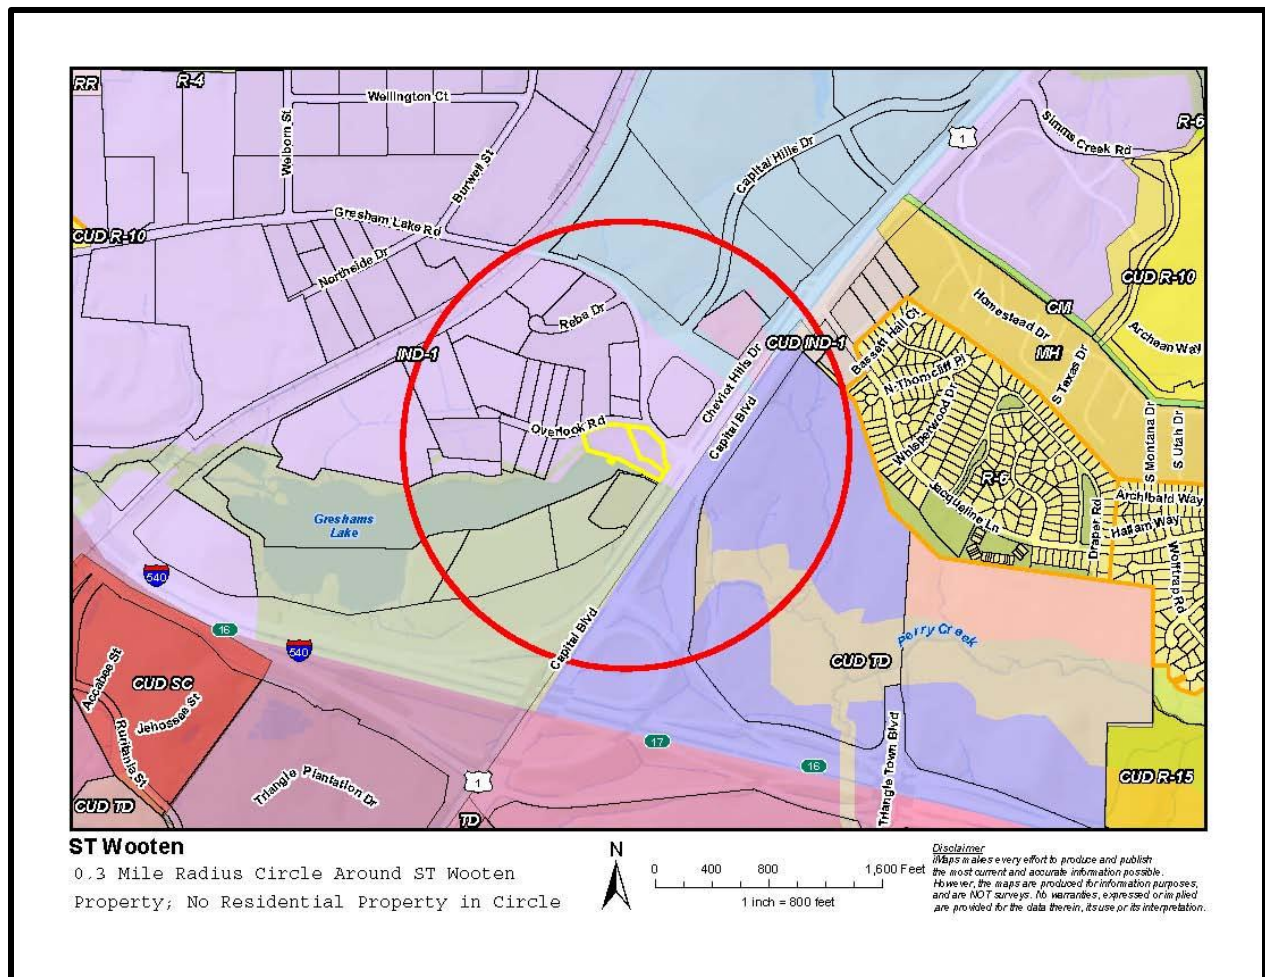 RR
R-4
Wellington Ct
Welborn St
Burwell St
Capital Hills Dr
1
Simms Creek Rd
R-6
Gresham Lake Rd
CUD R-10
Northside Dr
CUD R-10
Homestead Dr
CM
Reba Dr
Bassett Hall Ct
CUD IND-1
IND-1
Cheviot Hills Dr
MH
Archean Way
N Thorncliff Pl
S Texas Dr
Overlook Rd
Capital Blvd
Whisperwood Dr
S Montana Dr
S Utah Dr
R-6
Jacqueline Ln
Archibald Way
Draper Rd
Hallam Way
Greshams
Lake
Wolftrap Rd
540
16
540
Capital Blvd
Perry Creek
CUD TD
Accabee St
CUD SC
Jehossee St
Ruritania St
17
16
Triangle Town Blvd
1
Triangle Plantation Dr
CUD R-15
CUD TD
TD
ST Wooten
0.3 Mile Radius Circle Around ST Wooten
Property; No Residential Property in Circle
N
0 400 800 1,600 Feet
1 inch = 800 feet
Disclaimer
iMaps makes every effort to produce and publish
the most current and accurate information possible.
However, the maps are produced for information purposes,
and are NOT surveys. No warranties, expressed or implied
,are provided for the data therein, its use,or its interpretation.